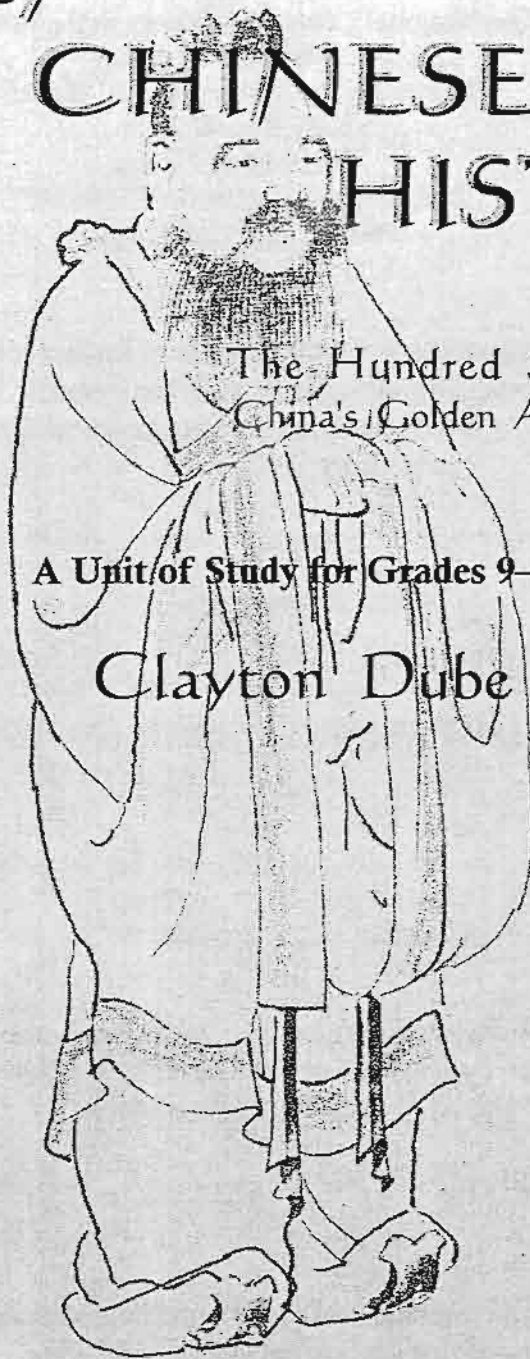 CHINESE
HIS
The Hundred
China's Golden
A Unit of Study for Grades 9–
Clayton Dube